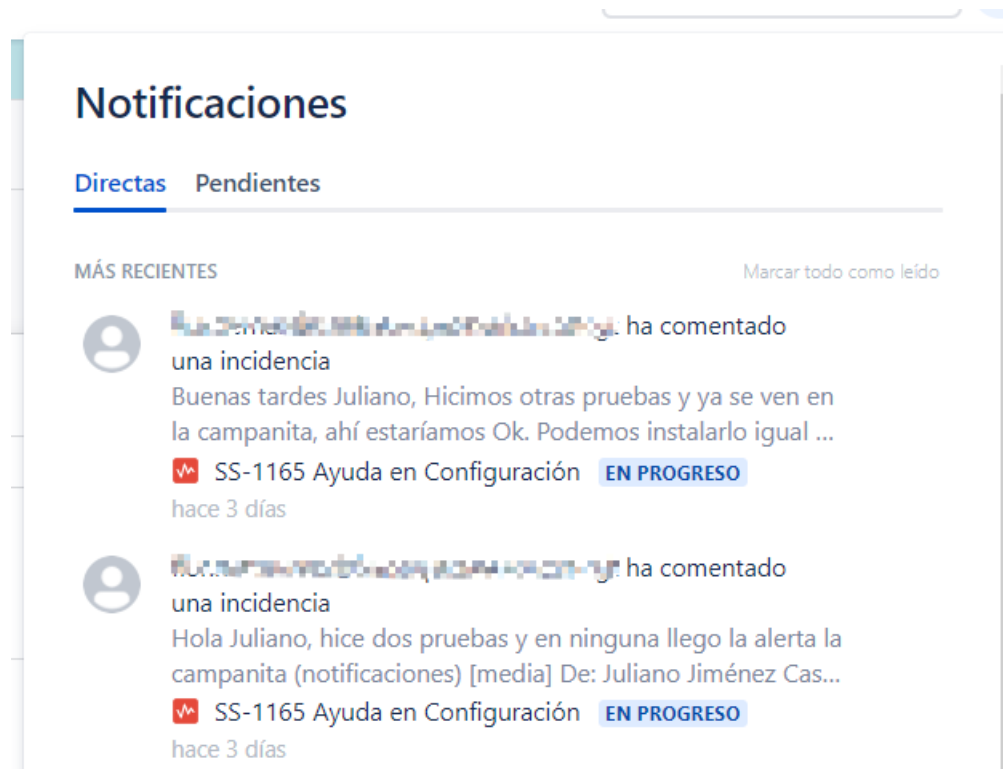 Notificaciones
Directas Pendientes
MÁS RECIENTES Marcar todo como leído
ha comentado
una incidencia
Buenas tardes Juliano, Hicimos otras pruebas y ya se ven en
la campanita, ahí estaríamos Ok. Podemos instalarlo igual ...
SS-1165 Ayuda en Configuración EN PROGRESO
hace 3 días
ha comentado
una incidencia
Hola Juliano, hice dos pruebas y en ninguna llego la alerta la
campanita (notificaciones) [media] De: Juliano Jiménez Cas...
SS-1165 Ayuda en Configuración EN PROGRESO
hace 3 días